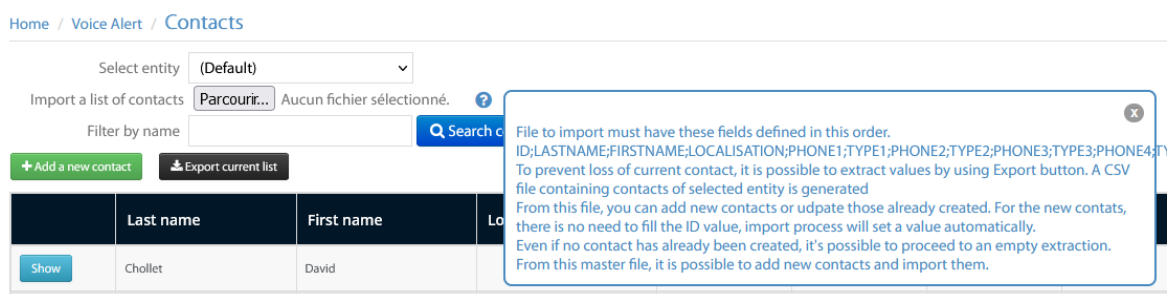 Home / Voice Alert / Contacts
Select entity (Default)
Import a list of contacts Parcourir... Aucun fichier sélectionné. ?
Filter by name Search c
+ Add a new contact Export current list
File to import must have these fields defined in this order.
ID;LASTNAME;FIRSTNAME;LOCALISATION;PHONE1;TYPE1;PHONE2;TYPE2;PHONE3;TYPE3;PHONE4;TY
To prevent loss of current contact, it is possible to extract values by using Export button. A CSV
file containing contacts of selected entity is generated
From this file, you can add new contacts or udpate those already created. For the new contats,
there is no need to fill the ID value, import process will set a value automatically.
Even if no contact has already been created, it's possible to proceed to an empty extraction.
From this master file, it is possible to add new contacts and import them.
Last name First name Lo
Show Chollet David